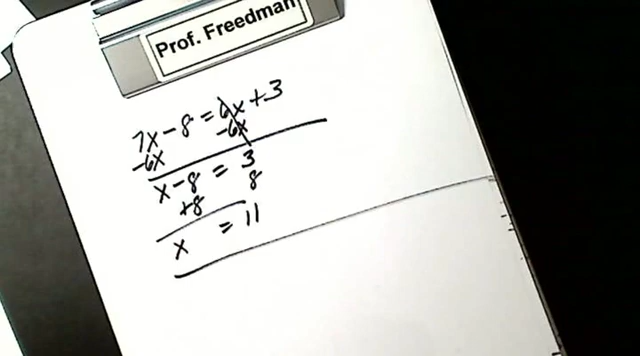 Prof. Freedman
7x-8=6x+3
-6x -6x
x-8 = 3
+8 8
x = 11